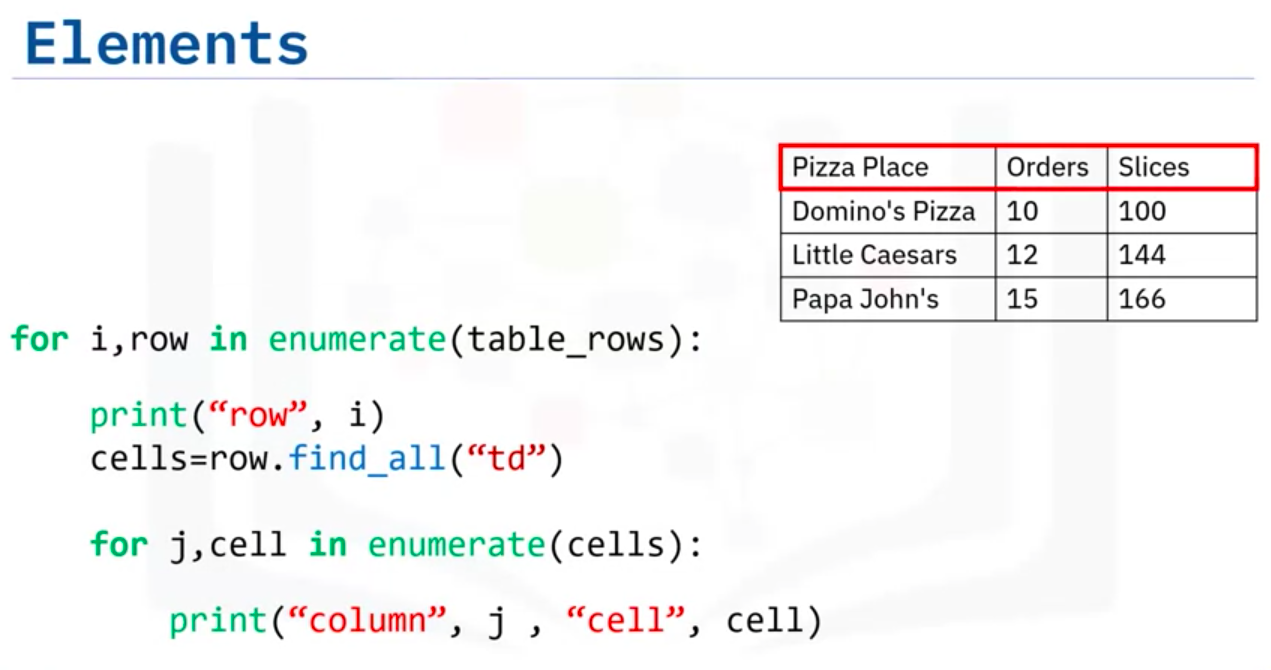 Elements
Pizza Place Orders Slices
Domino's Pizza 10 100
Little Caesars 12 144
Papa John's 15 166
for i,row in enumerate(table_rows):
print(“row”, i)
cells=row.find_all(“td”)
for j,cell in enumerate(cells):
print(“column”, j , “cell”, cell)